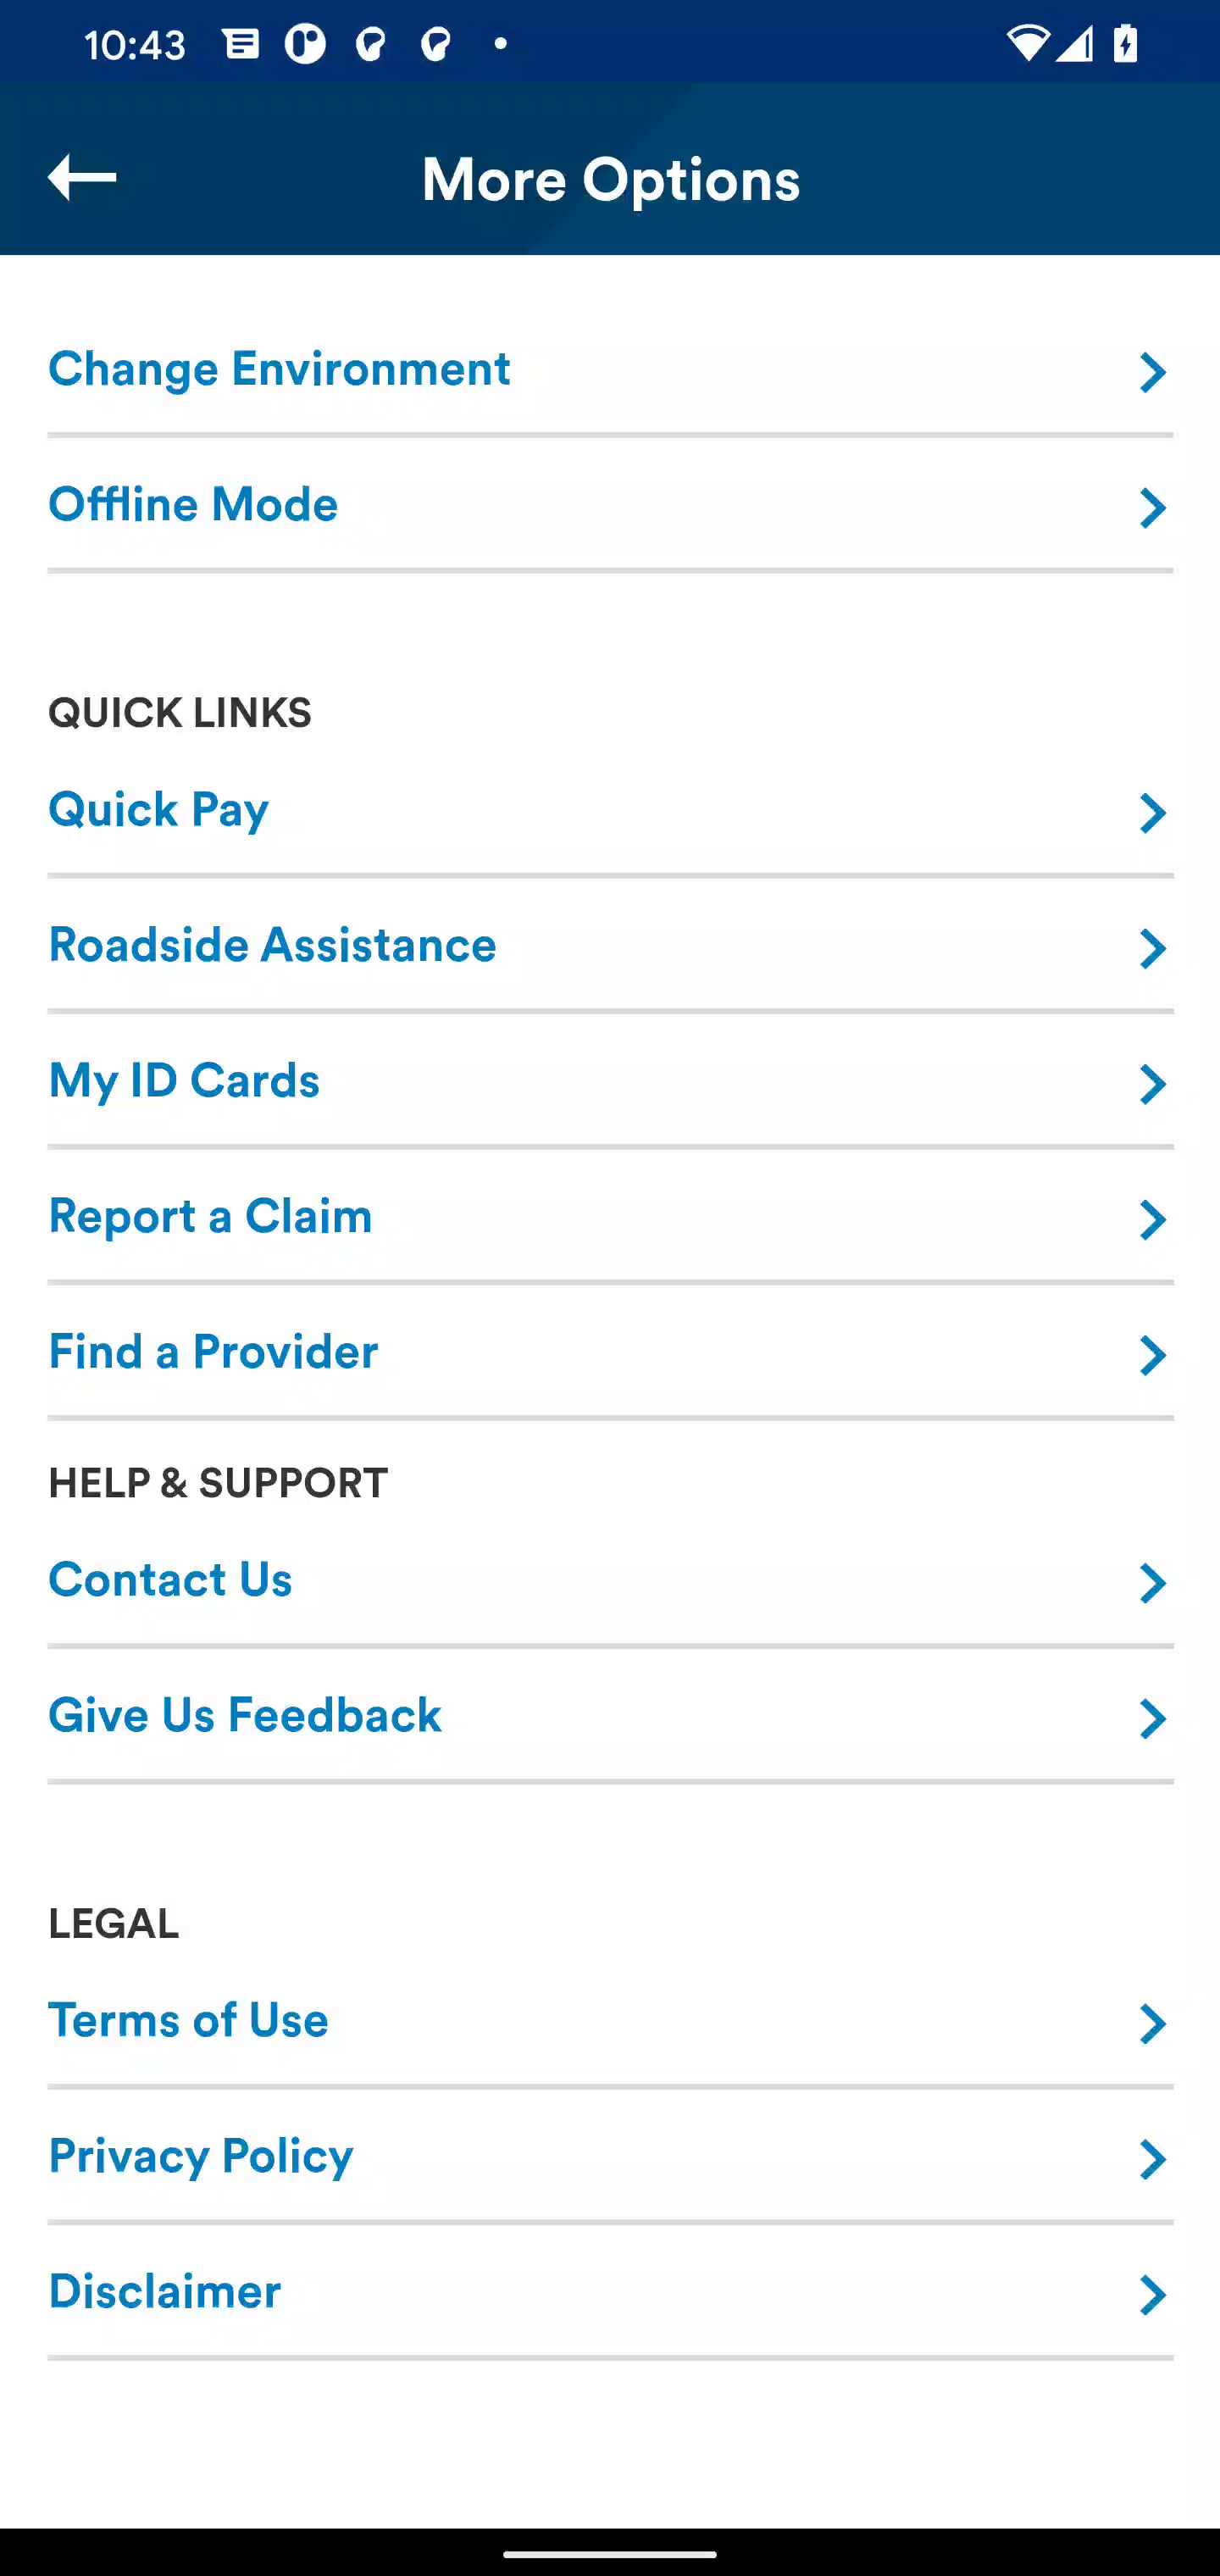 10:43
More Options
Change Environment
Offline Mode
QUICK LINKS
Quick Pay
Roadside Assistance
My ID Cards
Report a Claim
Find a Provider
HELP & SUPPORT
Contact Us
Give Us Feedback
LEGAL
Terms of Use
Privacy Policy
Disclaimer